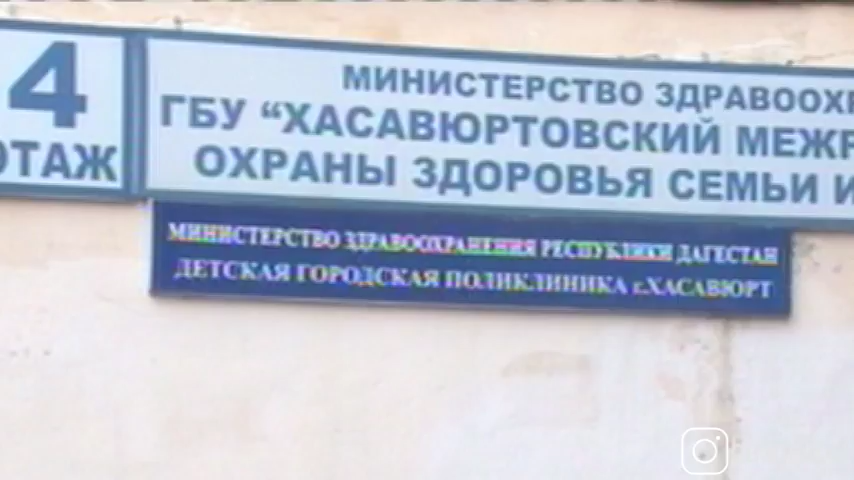 4
ЭТАЖ
МИНИСТЕРСТВО ЗДРАВООХР
ГБУ “ХАСАВЮРТОВСКИЙ МЕЖР
ОХРАНЫ ЗДОРОВЬЯ СЕМЬИ И
МИНИСТЕРСТВО ЗДРАВООХРАНЕНИЯ РЕСПУБЛИКИ ДАГЕСТАН
ДЕТСКАЯ ГОРОДСКАЯ ПОЛИКЛИНИКА г.ХАСАВЮРТ